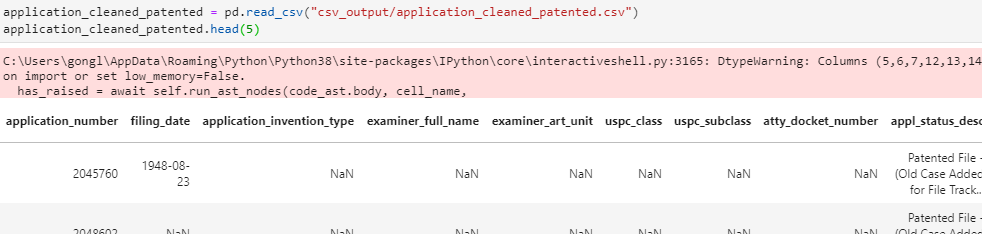 application_cleaned_patented = pd.read_csv("csv_output/application_cleaned_patented.csv")
application_cleaned_patented.head(5)
C:\Users\gongl\AppData\Roaming\Python\Python38\site-packages\IPython\core\interactiveshell.py:3165: DtypeWarning: Columns (5,6,7,12,13,14
on import or set low_memory=False.
has_raised = await self.run_ast_nodes(code_ast.body, cell_name,
application_number filing_date application_invention_type examiner_full_name examiner_art_unit uspc_class uspc_subclass atty_docket_number appl_status_desc
2045760 1948-08-23 NaN NaN NaN NaN NaN NaN Patented File - (Old Case Added for File Track...
2048602 NaN NaN NaN NaN NaN NaN NaN Patented File - (Old Case Added